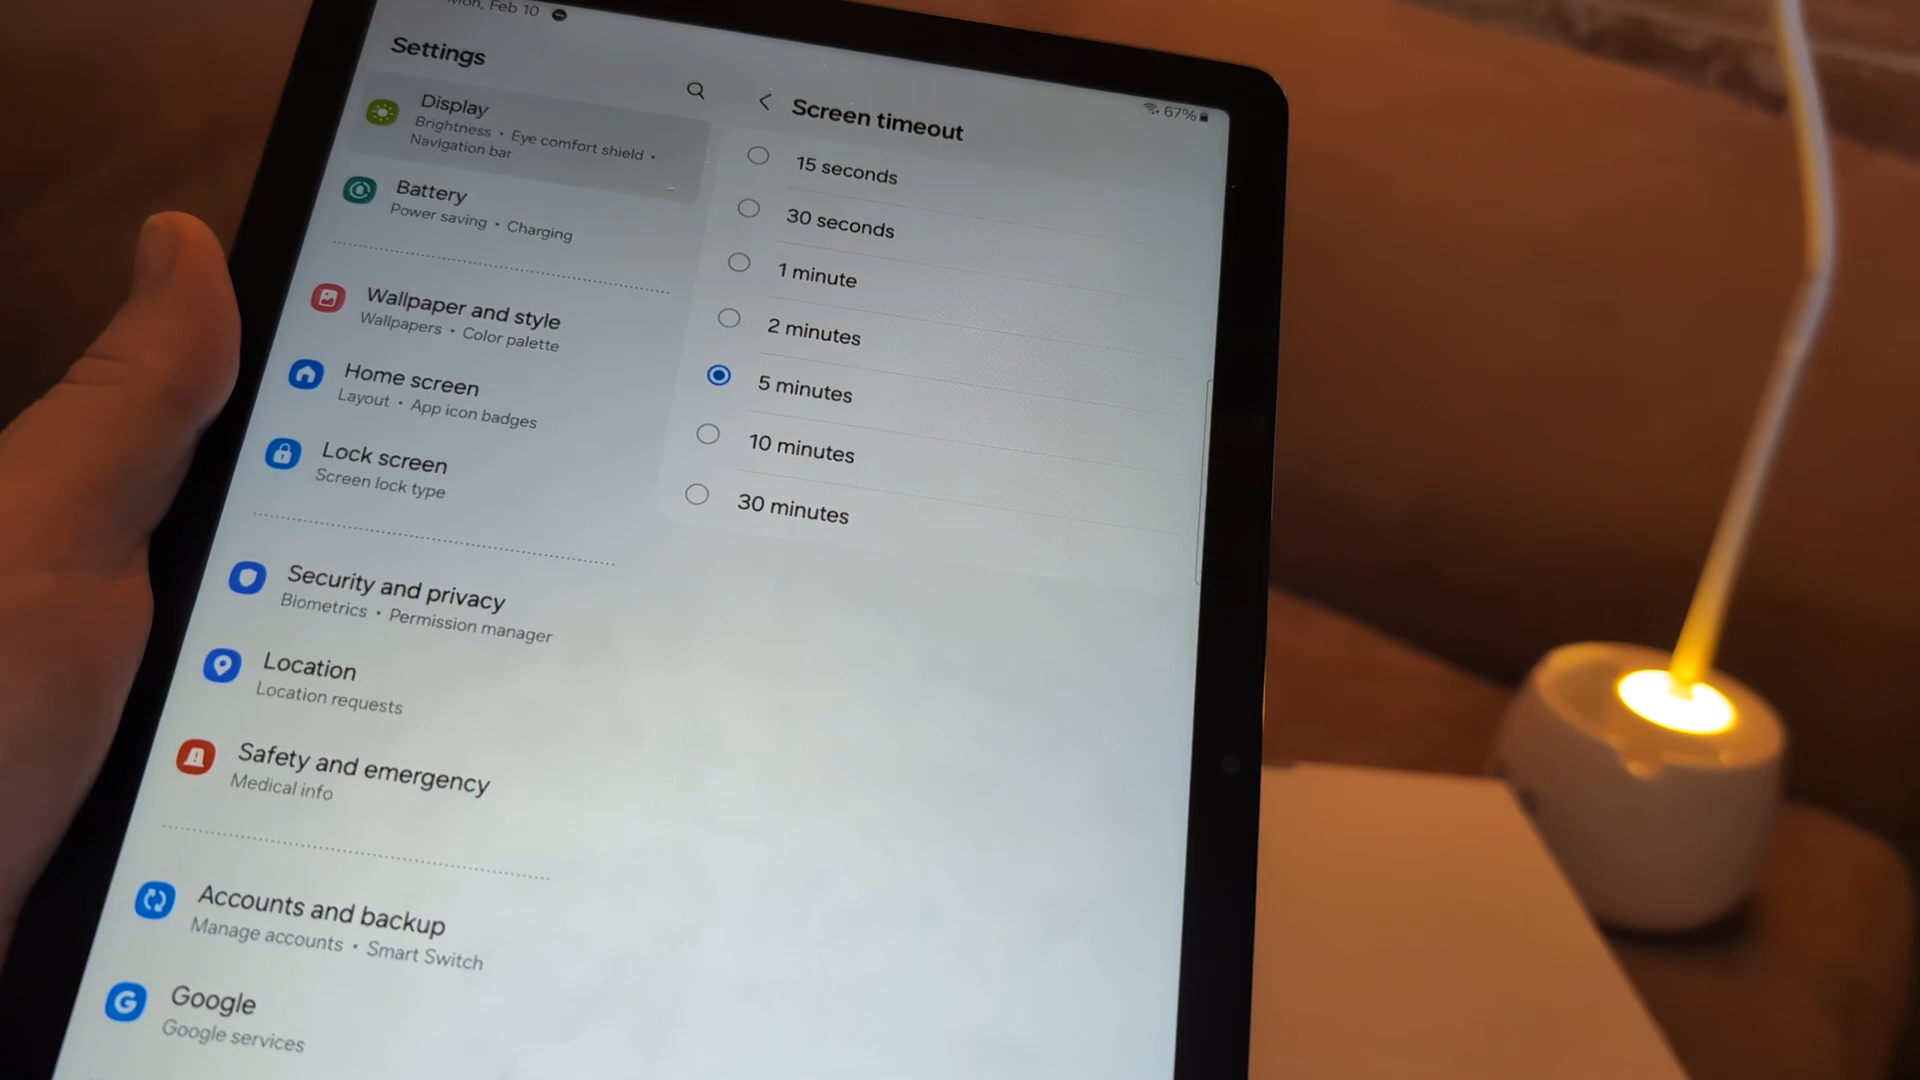 Mon, Feb 10
67%
Settings
Display
Brightness • Eye comfort shield •
Navigation bar
Battery
Power saving • Charging
Wallpaper and style
Wallpapers • Color palette
Home screen
Layout • App icon badges
Lock screen
Screen lock type
Security and privacy
Biometrics • Permission manager
Location
Location requests
Safety and emergency
Medical info
Accounts and backup
Manage accounts • Smart Switch
Google
Google services
Screen timeout
15 seconds
30 seconds
1 minute
2 minutes
5 minutes
10 minutes
30 minutes